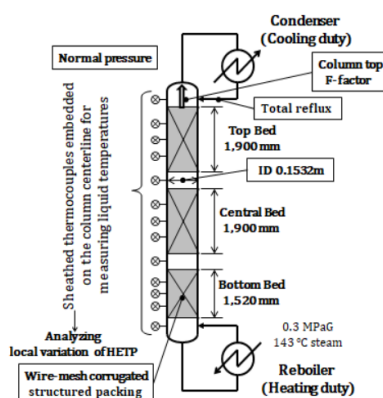 Condenser
(Cooling duty)
Normal pressure
Column top
F-factor
Total reflux
Top Bed
1,900 mm
ID 0.1532m
Central Bed
1,900 mm
Bottom Bed
1,520 mm
Sheathed thermocouples embedded
on the column centerline for
measuring liquid temperatures
Analyzing
local variation of HETP
Wire-mesh corrugated
structured packing
0.3 MPaG
143 °C steam
Reboiler
(Heating duty)